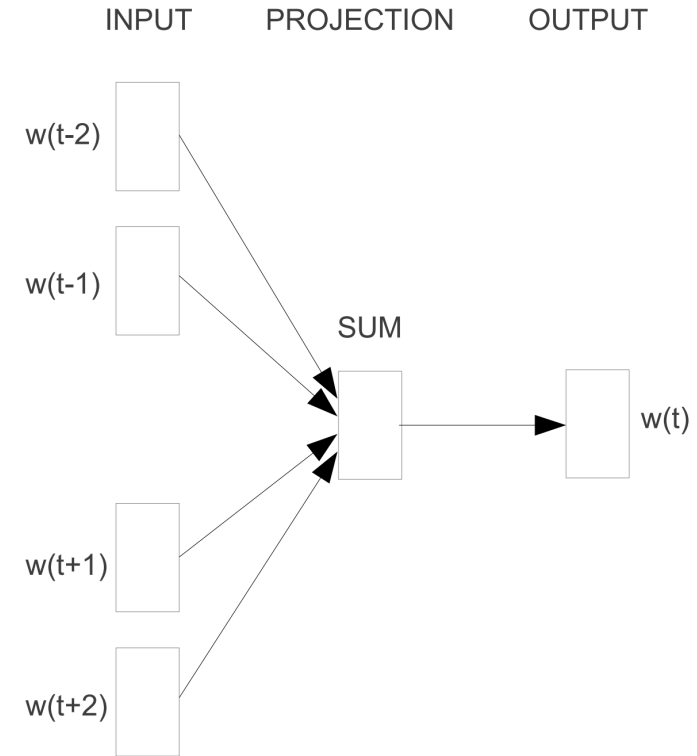 INPUT PROJECTION OUTPUT
w(t-2)
w(t-1)
SUM
w(t)
w(t+1)
w(t+2)